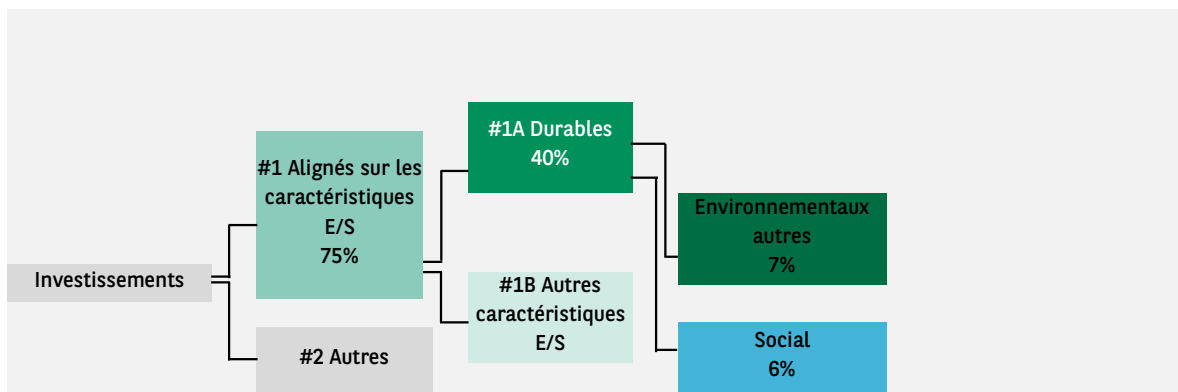 Investissements
#1 Alignés sur les
caractéristiques
E/S
75%
#2 Autres
#1A Durables
40%
#1B Autres
caractéristiques
E/S
Environnementaux
autres
7%
Social
6%